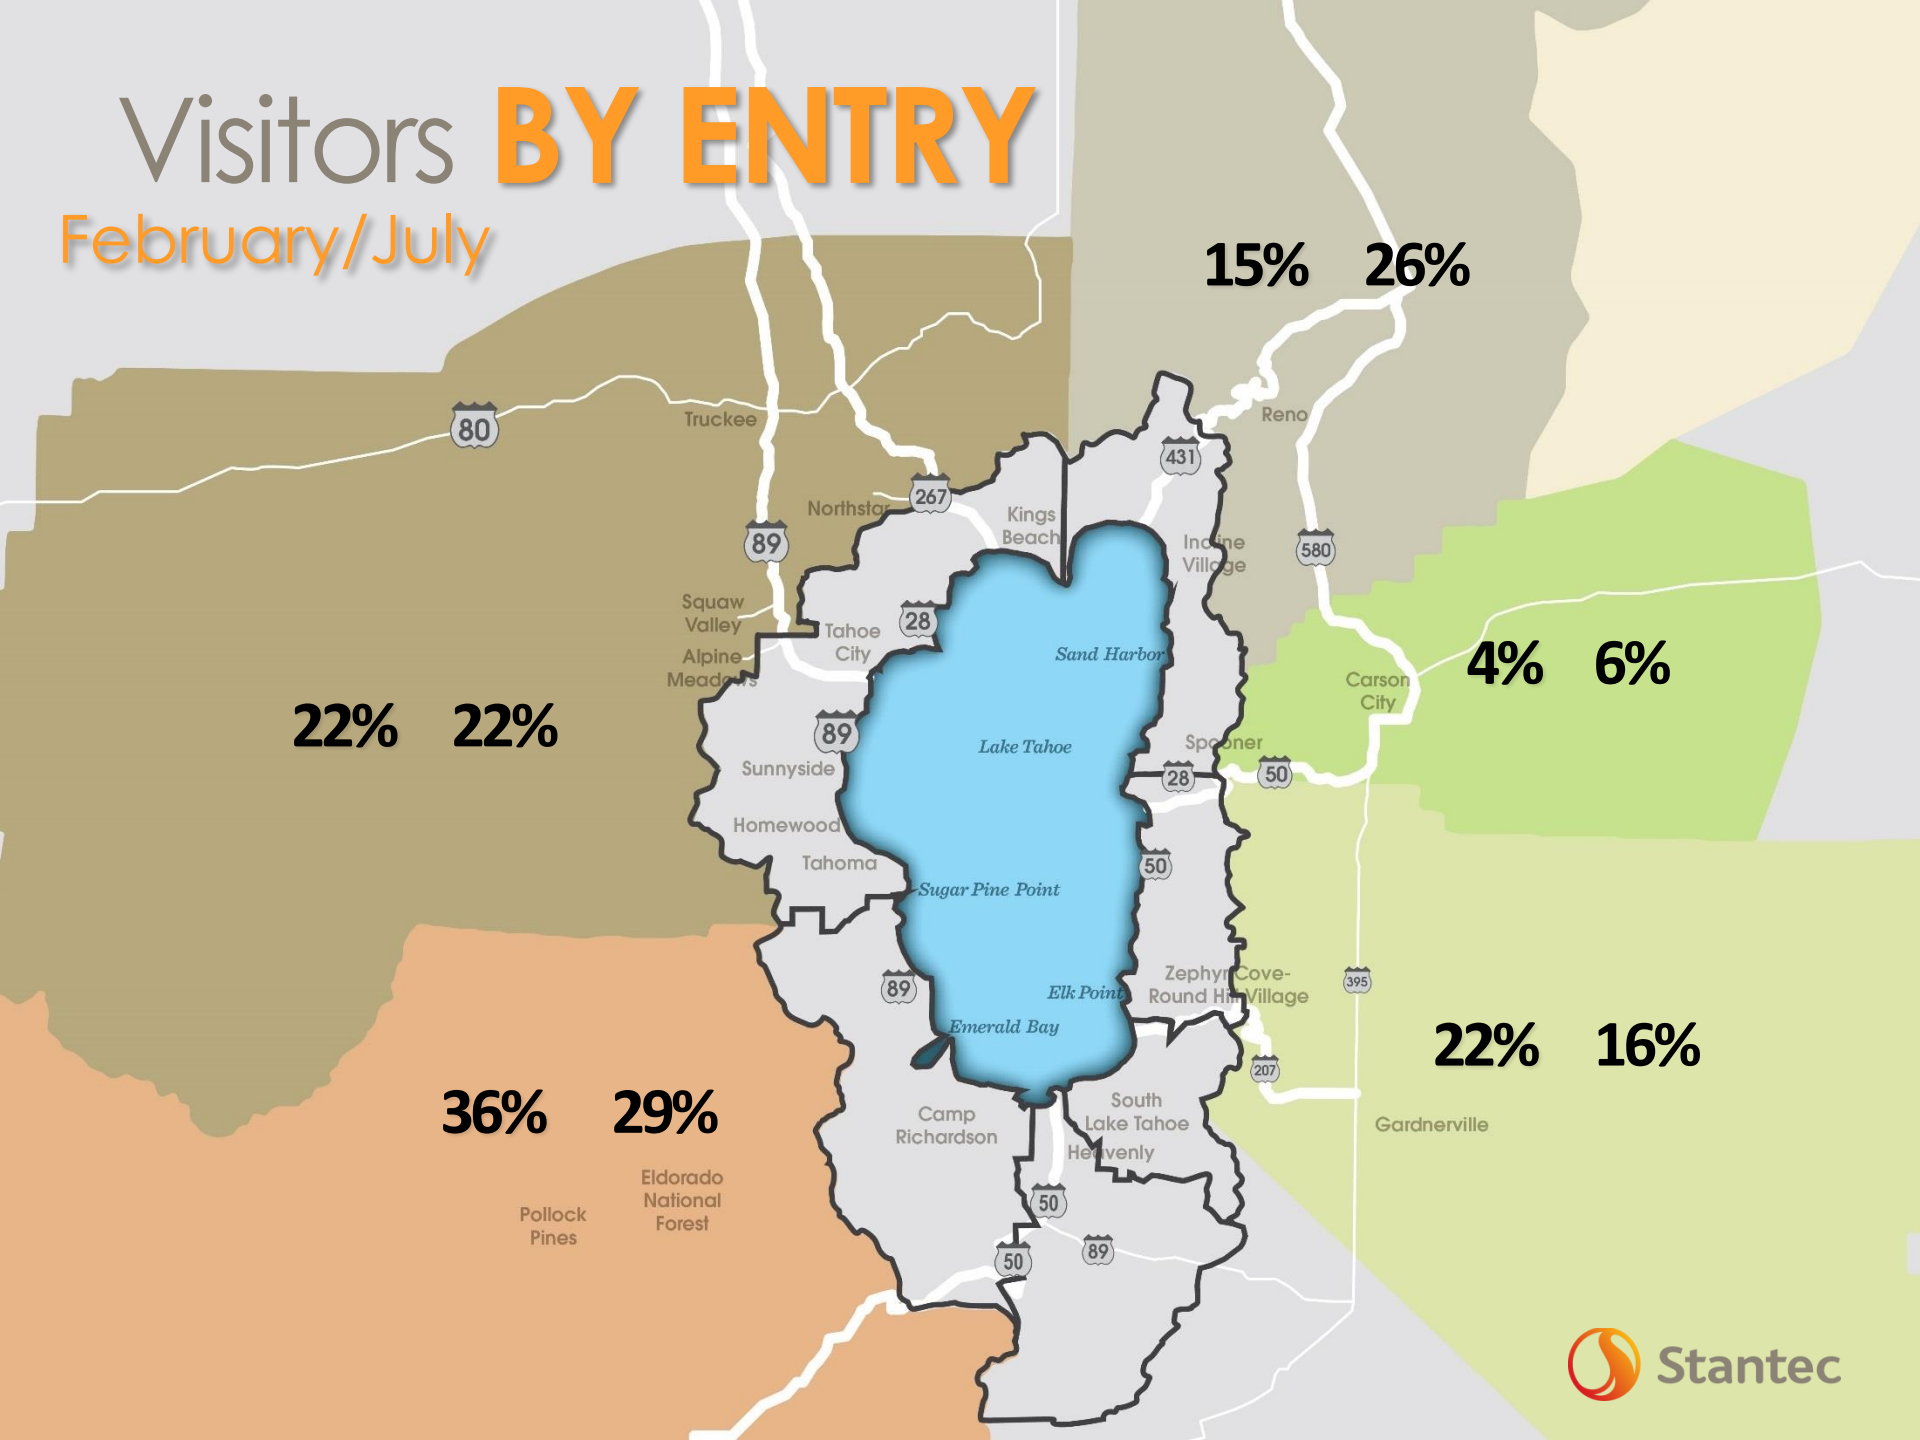 Visitors BY ENTRY
February/July
15% 26%
80
Truckee
Reno
431
267
Northstar
Kings
Beach
89
Incline
Village
580
Squaw
Valley
28
Tahoe
City
Sand Harbor
Alpine
Meadows
4% 6%
Carson
City
22% 22%
89
Lake Tahoe
Spooner
28
50
Sunnyside
Homewood
Tahoma
50
Sugar Pine Point
89
Elk Point
Zephyr Cove-
Round Hill Village
395
Emerald Bay
22% 16%
207
36% 29%
Camp
Richardson
South
Lake Tahoe
Heavenly
Gardnerville
Eldorado
National
Forest
Pollock
Pines
50
50
89
Stantec